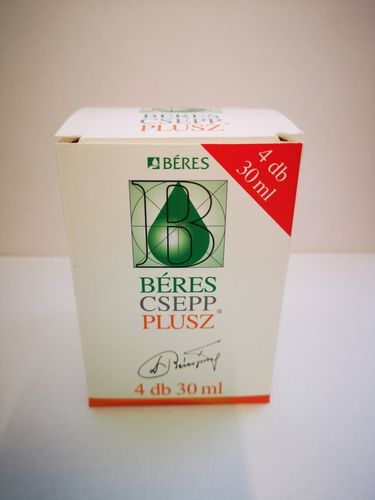 BÉRES
CSEPP®
PLUSZ
BÉRES
4 db
30 ml
B
BÉRES
CSEPP®
PLUSZ
4 db 30 ml